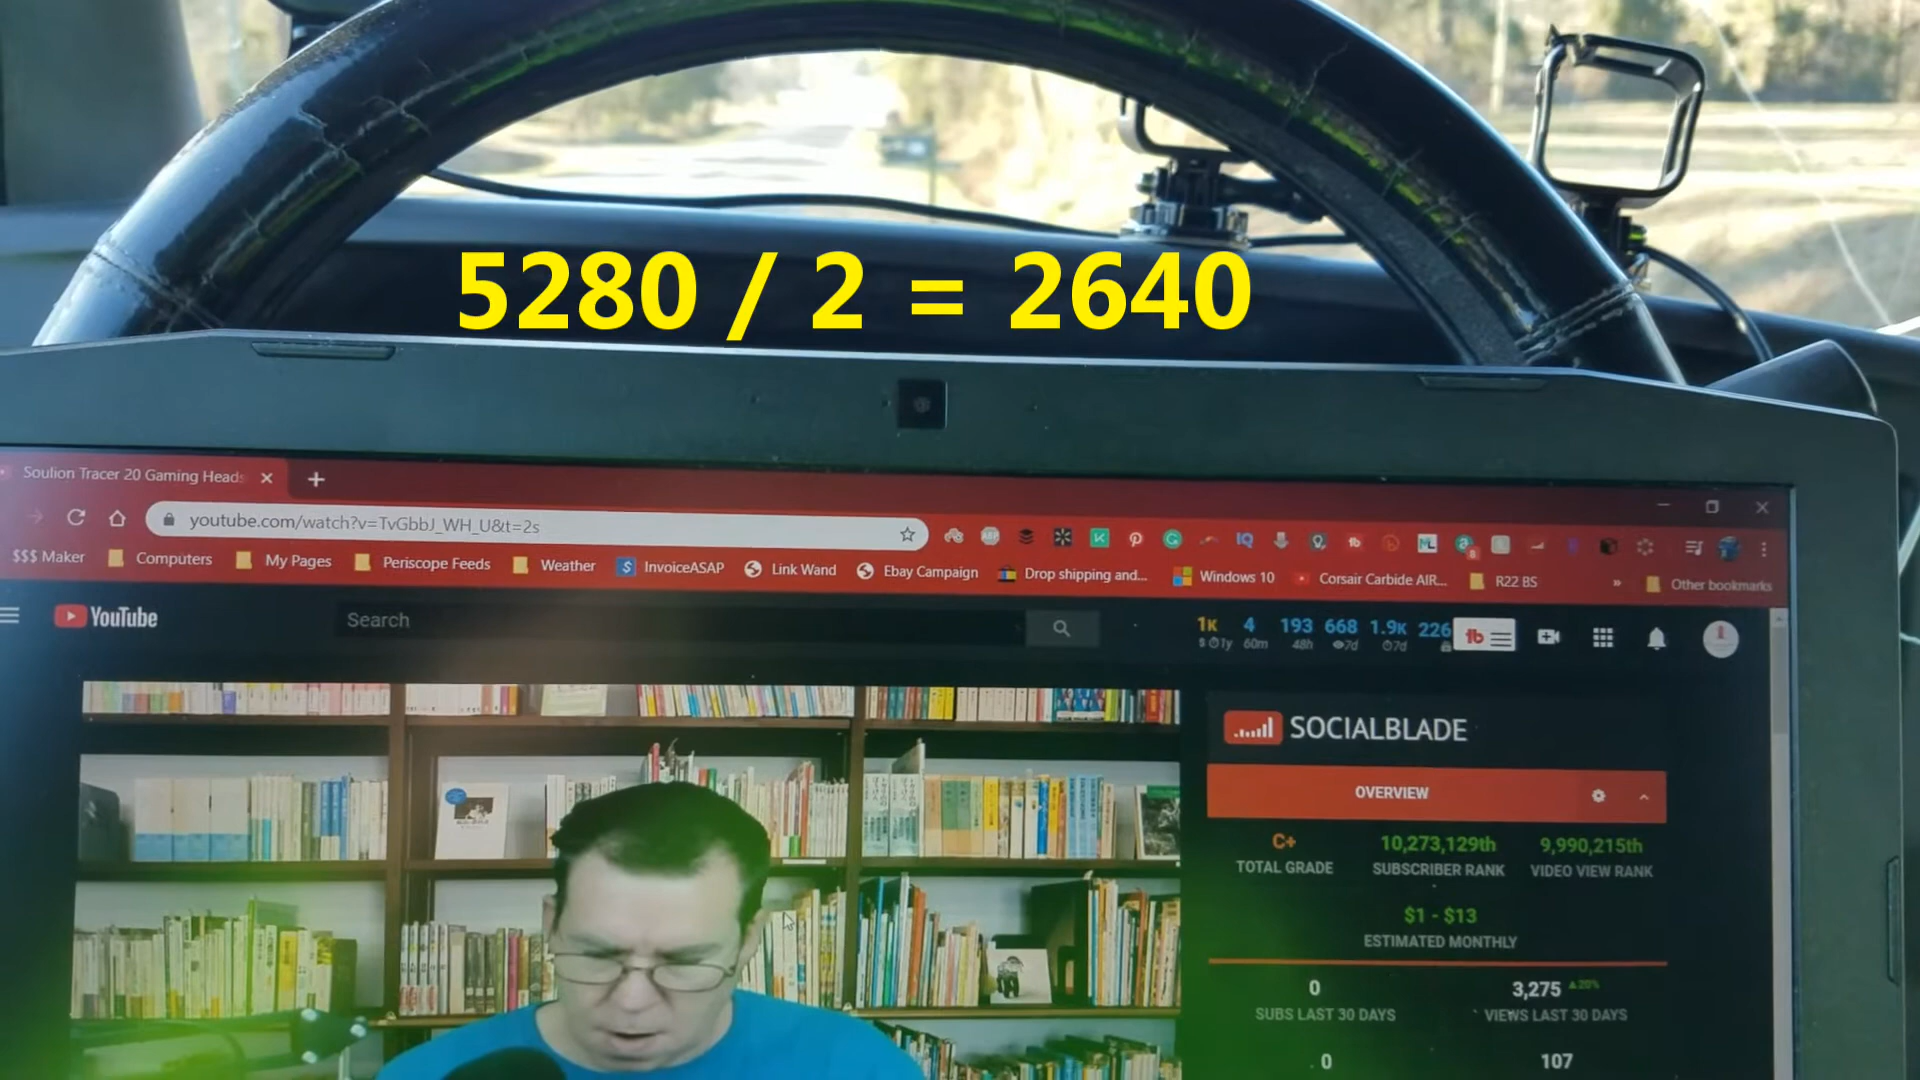 5280 / 2 = 2640
Soulion Tracer 20 Gaming Heads
youtube.com/watch?v=TvGbbJ_WH_U&t=2s
$$$ Maker Computers My Pages Periscope Feeds Weather InvoiceASAP Link Wand Ebay Campaign Drop shipping and... Windows 10 Corsair Carbide AIR... R22 BS » Other bookmarks
YouTube Search 1K 4 193 668 1.9K 226
1y 60m 48h 7d 7d
SOCIALBLADE
OVERVIEW
C+ 10,273,129th 9,990,215th
TOTAL GRADE SUBSCRIBER RANK VIDEO VIEW RANK
$1 - $13
ESTIMATED MONTHLY
0 3,275 ▲20%
SUBS LAST 30 DAYS VIEWS LAST 30 DAYS
0 107